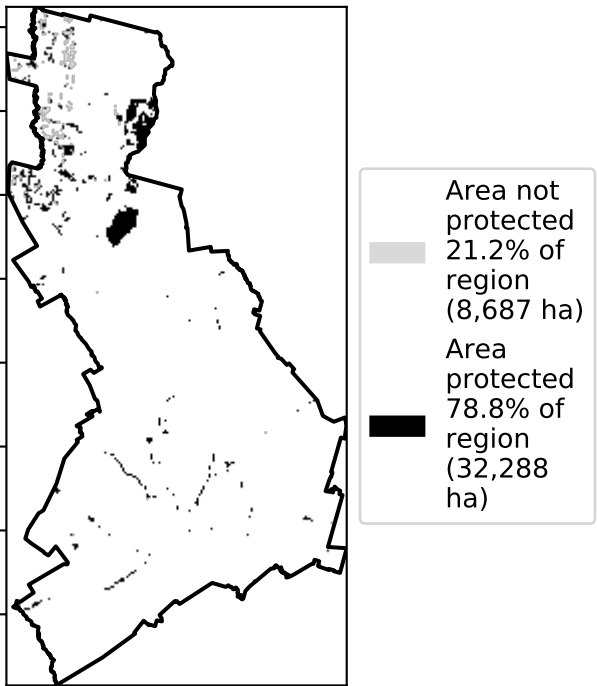 Area not
protected
21.2% of
region
(8,687 ha)
Area
protected
78.8% of
region
(32,288
ha)